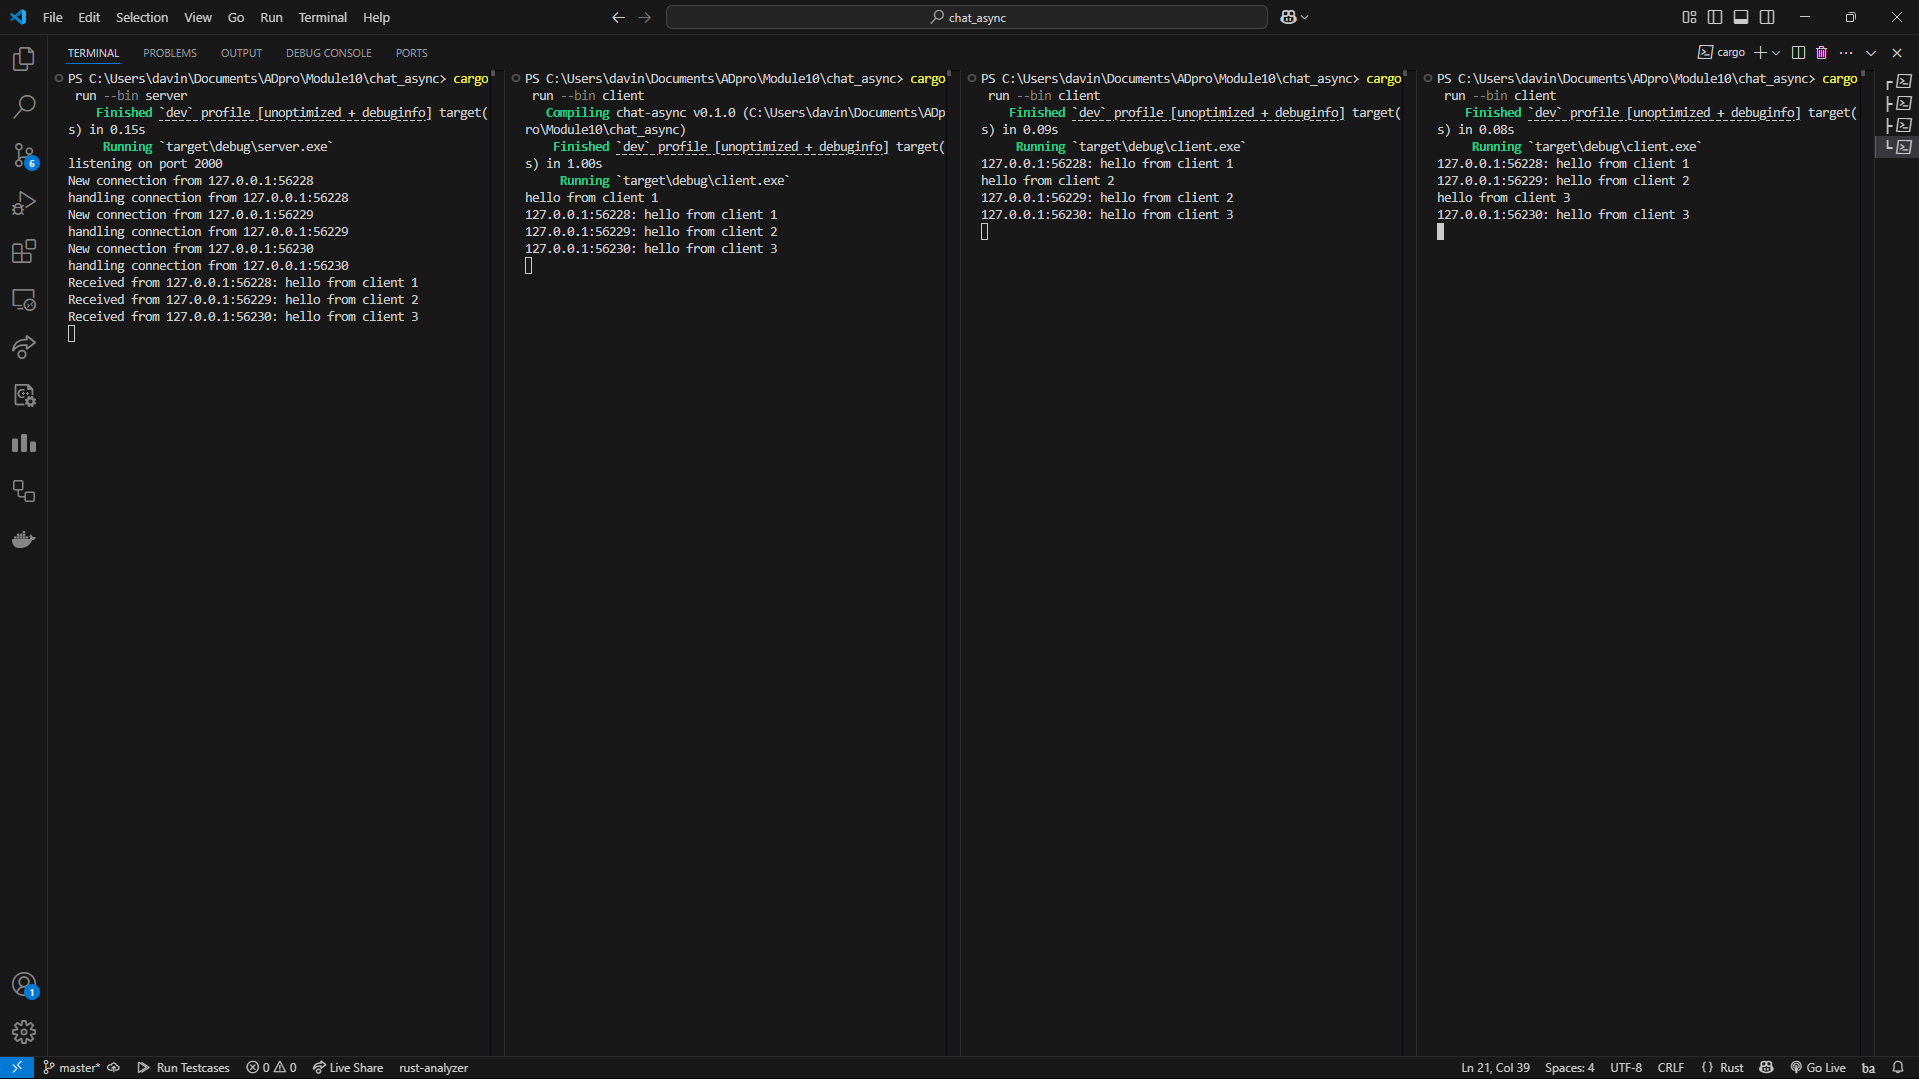 File Edit Selection View Go Run Terminal Help
chat_async
TERMINAL PROBLEMS OUTPUT DEBUG CONSOLE PORTS
cargo
PS C:\Users\davin\Documents\ADpro\Module10\chat_async> cargo
run --bin server
Finished `dev` profile [unoptimized + debuginfo] target(
s) in 0.15s
Running `target\debug\server.exe`
listening on port 2000
New connection from 127.0.0.1:56228
handling connection from 127.0.0.1:56228
New connection from 127.0.0.1:56229
handling connection from 127.0.0.1:56229
New connection from 127.0.0.1:56230
handling connection from 127.0.0.1:56230
Received from 127.0.0.1:56228: hello from client 1
Received from 127.0.0.1:56229: hello from client 2
Received from 127.0.0.1:56230: hello from client 3
PS C:\Users\davin\Documents\ADpro\Module10\chat_async> cargo
run --bin client
Compiling chat-async v0.1.0 (C:\Users\davin\Documents\ADp
ro\Module10\chat_async)
Finished `dev` profile [unoptimized + debuginfo] target(
s) in 1.00s
Running `target\debug\client.exe`
hello from client 1
127.0.0.1:56228: hello from client 1
127.0.0.1:56229: hello from client 2
127.0.0.1:56230: hello from client 3
PS C:\Users\davin\Documents\ADpro\Module10\chat_async> cargo
run --bin client
Finished `dev` profile [unoptimized + debuginfo] target(
s) in 0.09s
Running `target\debug\client.exe`
127.0.0.1:56228: hello from client 1
hello from client 2
127.0.0.1:56229: hello from client 2
127.0.0.1:56230: hello from client 3
PS C:\Users\davin\Documents\ADpro\Module10\chat_async> cargo
run --bin client
Finished `dev` profile [unoptimized + debuginfo] target(
s) in 0.08s
Running `target\debug\client.exe`
127.0.0.1:56228: hello from client 1
127.0.0.1:56229: hello from client 2
hello from client 3
127.0.0.1:56230: hello from client 3
6
1
master* Run Testcases 0 0 Live Share rust-analyzer
Ln 21, Col 39 Spaces: 4 UTF-8 CRLF {} Rust Go Live ba